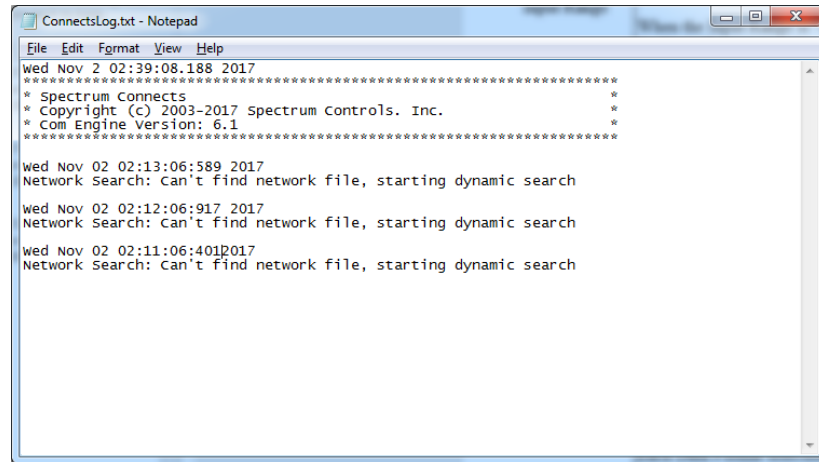 ConnectsLog.txt - Notepad
File Edit Format View Help
Wed Nov 2 02:39:08.188 2017
*********************************************************************
* Spectrum Connects *
* Copyright (c) 2003-2017 Spectrum Controls. Inc. *
* Com Engine Version: 6.1 *
*********************************************************************
Wed Nov 02 02:13:06:589 2017
Network Search: Can't find network file, starting dynamic search
Wed Nov 02 02:12:06:917 2017
Network Search: Can't find network file, starting dynamic search
Wed Nov 02 02:11:06:4012017
Network Search: Can't find network file, starting dynamic search